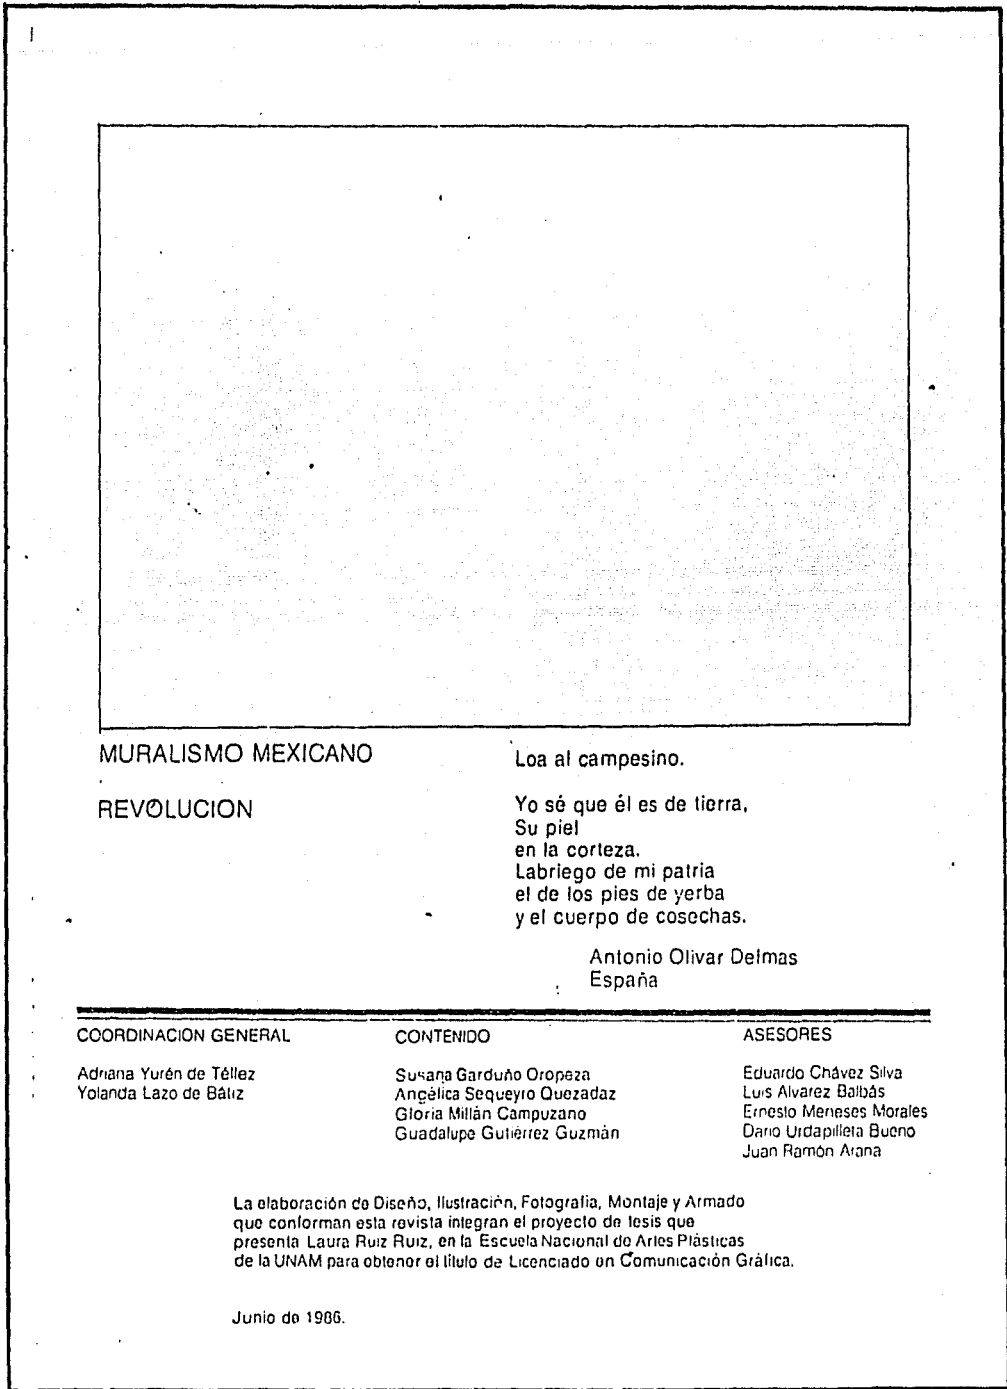 MURALISMO MEXICANO
REVOLUCION
Loa al campesino.
Yo sé que él es de tierra,
Su piel
en la corteza.
Labriego de mi patria
el de los pies de yerba
y el cuerpo de cosechas.
Antonio Olivar Delmas
España
COORDINACION GENERAL
Adriana Yurén de Téllez
Yolanda Lazo de Bátiz
CONTENIDO
Susana Garduño Oropeza
Angélica Sequeyro Quezadaz
Gloria Millán Campuzano
Guadalupe Gutiérrez Guzmán
ASESORES
Eduardo Chávez Silva
Luis Alvarez Balbás
Ernesto Meneses Morales
Dario Urdapilleta Bueno
Juan Ramón Arana
La elaboración de Diseño, Ilustración, Fotografía, Montaje y Armado
que conforman esta revista integran el proyecto de tesis que
presenta Laura Ruiz Ruiz, en la Escuela Nacional de Artes Plásticas
de la UNAM para obtener el título de Licenciado en Comunicación Gráfica.
Junio de 1986.